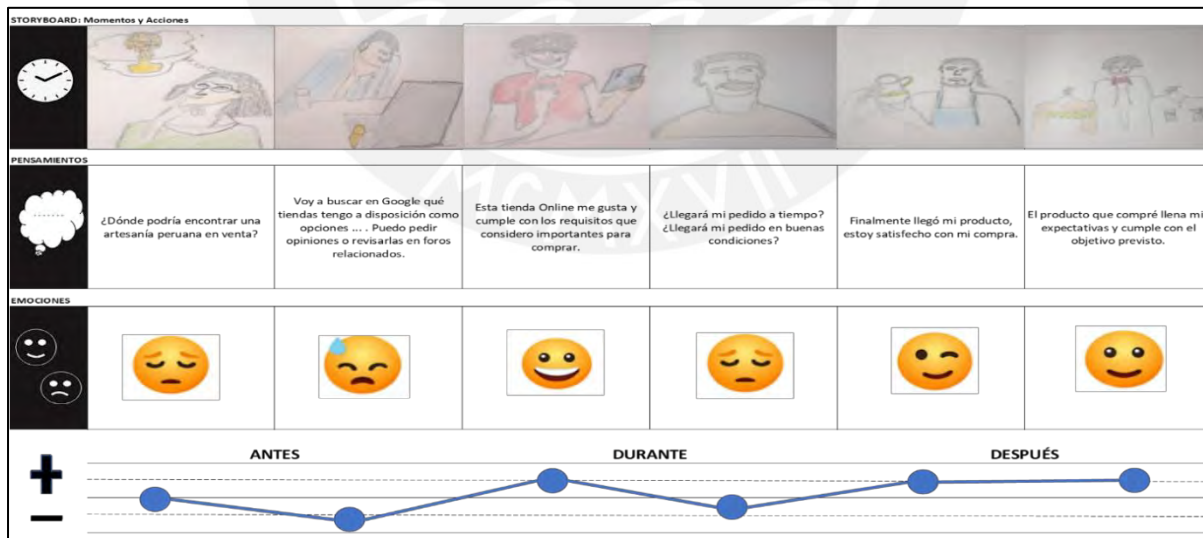 STORYBOARD: Momentos y Acciones
MCMXVII
PENSAMIENTOS
¿Dónde podría encontrar una
artesanía peruana en venta?
Voy a buscar en Google qué
tiendas tengo a disposición como
opciones ... . Puedo pedir
opiniones o revisarlas en foros
relacionados.
Esta tienda Online me gusta y
cumple con los requisitos que
considero importantes para
comprar.
¿Llegará mi pedido a tiempo?
¿Llegará mi pedido en buenas
condiciones?
Finalmente llegó mi producto,
estoy satisfecho con mi compra.
El producto que compré llena mi
expectativas y cumple con el
objetivo previsto.
EMOCIONES
ANTES
DURANTE
DESPUÉS